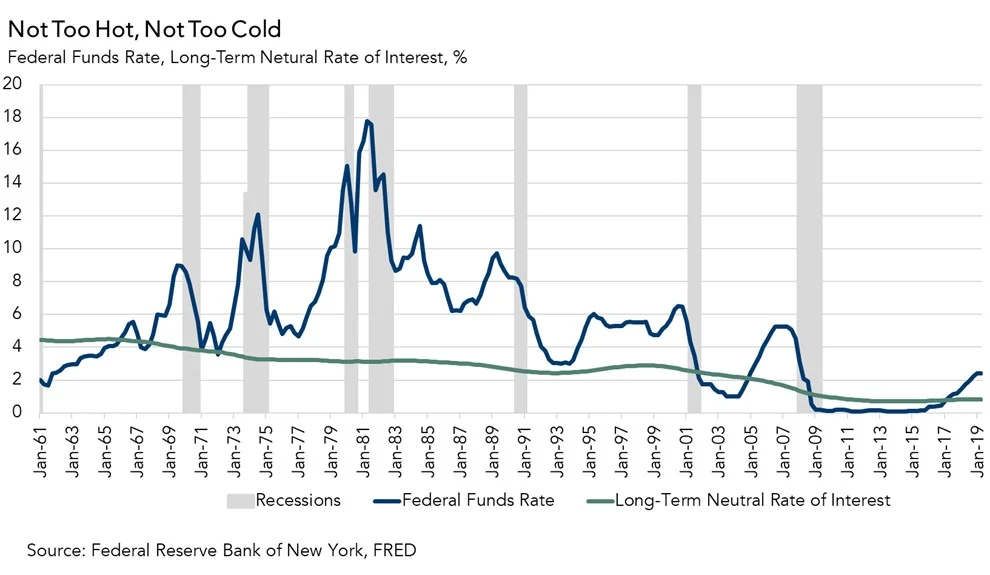 Not Too Hot, Not Too Cold
Federal Funds Rate, Long-Term Netural Rate of Interest, %
20
18
16
14
12
10
8
6
4
2
0
Jan-61
Jan-63
Jan-65
Jan-67
Jan-69
Jan-71
Jan-73
Jan-75
Jan-77
Jan-79
Jan-81
Jan-83
Jan-85
Jan-87
Jan-89
Jan-91
Jan-93
Jan-95
Jan-97
Jan-99
Jan-01
Jan-03
Jan-05
Jan-07
Jan-09
Jan-11
Jan-13
Jan-15
Jan-17
Jan-19
Recessions
Federal Funds Rate
Long-Term Neutral Rate of Interest
Source: Federal Reserve Bank of New York, FRED